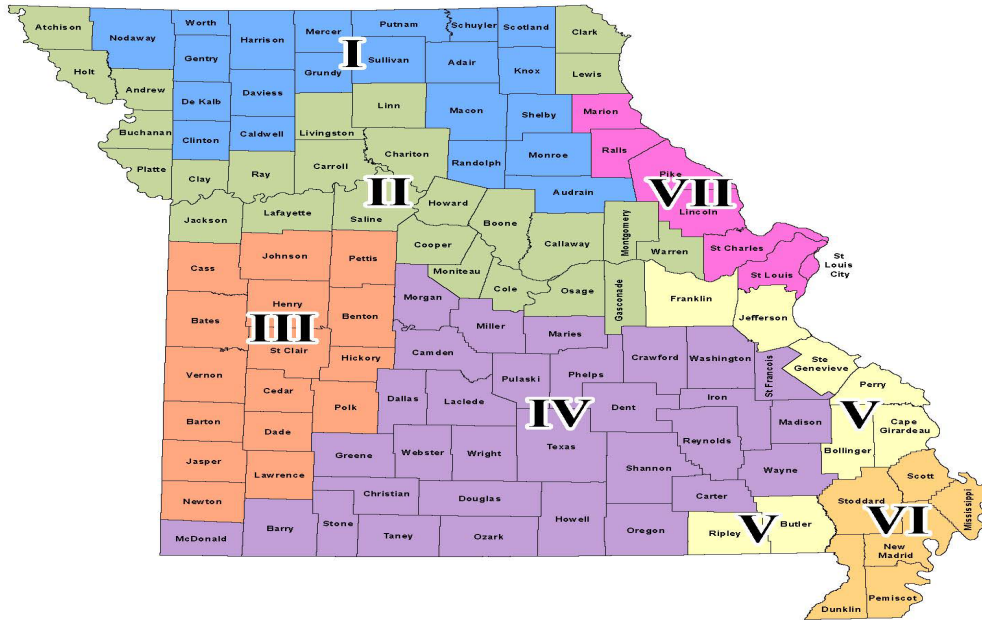 Atchison
Nodaway
Worth
Harrison
Mercer
Putnam
Schuyler
Scotland
Clark
Holt
Gentry
I
Sullivan
Adair
Knox
Lewis
Andrew
De Kalb
Daviess
Grundy
Linn
Macon
Shelby
Marion
Buchanan
Clinton
Caldwell
Livingston
Chariton
Randolph
Monroe
Ralls
Platte
Clay
Ray
Carroll
II
Howard
Boone
Audrain
Pike
VII
Lincoln
Jackson
Lafayette
Saline
Cooper
Callaway
Montgomery
Warren
St Charles
St Louis
St
Louis
City
Cass
Johnson
Pettis
Moniteau
Cole
Osage
Gasconade
Franklin
Jefferson
Bates
Henry
III
St Clair
Benton
Morgan
Miller
Maries
Camden
Hickory
Vernon
Cedar
Polk
Dallas
Laclede
Pulaski
Phelps
Crawford
Washington
St Francois
Ste
Genevieve
Perry
Barton
Dade
IV
Dent
Iron
Madison
V
Cape
Girardeau
Bollinger
Jasper
Lawrence
Greene
Webster
Wright
Texas
Shannon
Reynolds
Wayne
Newton
Christian
Douglas
Carter
Scott
Stoddard
Mississippi
VI
McDonald
Barry
Stone
Taney
Ozark
Howell
Oregon
Ripley
V
Butler
New
Madrid
Dunklin
Pemiscot